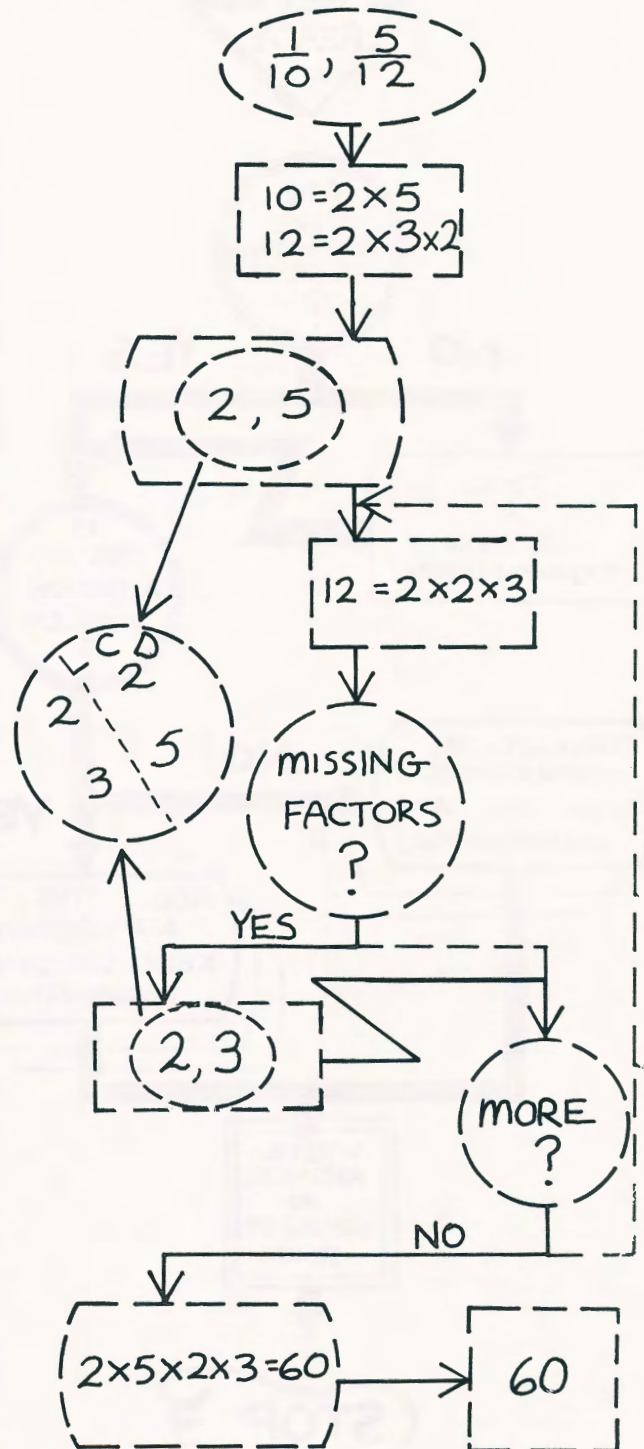 1/10, 5/12
10=2×5
12=2×3×2
2, 5
12=2×2×3
LCD
2
2
5
3
MISSING
FACTORS
?
YES
2,3
MORE
?
NO
2×5×2×3=60
60